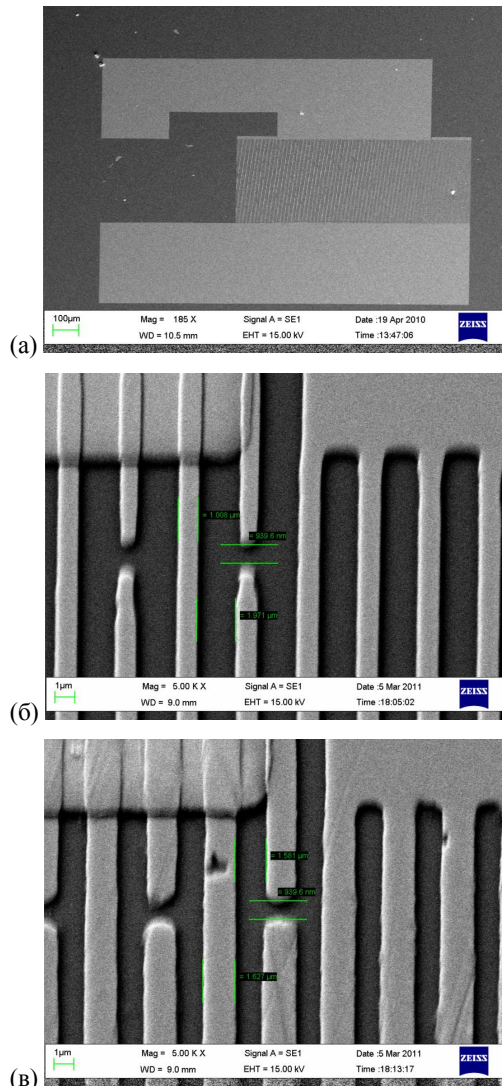 100µm
Mag = 185 X
Signal A = SE1
Date :19 Apr 2010
WD = 10.5 mm
EHT = 15.00 kV
Time :13:47:06
ZEISS
(а)
= 1.008 µm
= 939.6 nm
= 1.971 µm
1µm
Mag = 5.00 K X
Signal A = SE1
Date :5 Mar 2011
WD = 9.0 mm
EHT = 15.00 kV
Time :18:05:02
ZEISS
(б)
= 1.581 µm
= 939.6 nm
= 1.627 µm
1µm
Mag = 5.00 K X
Signal A = SE1
Date :5 Mar 2011
WD = 9.0 mm
EHT = 15.00 kV
Time :18:13:17
ZEISS
(в)